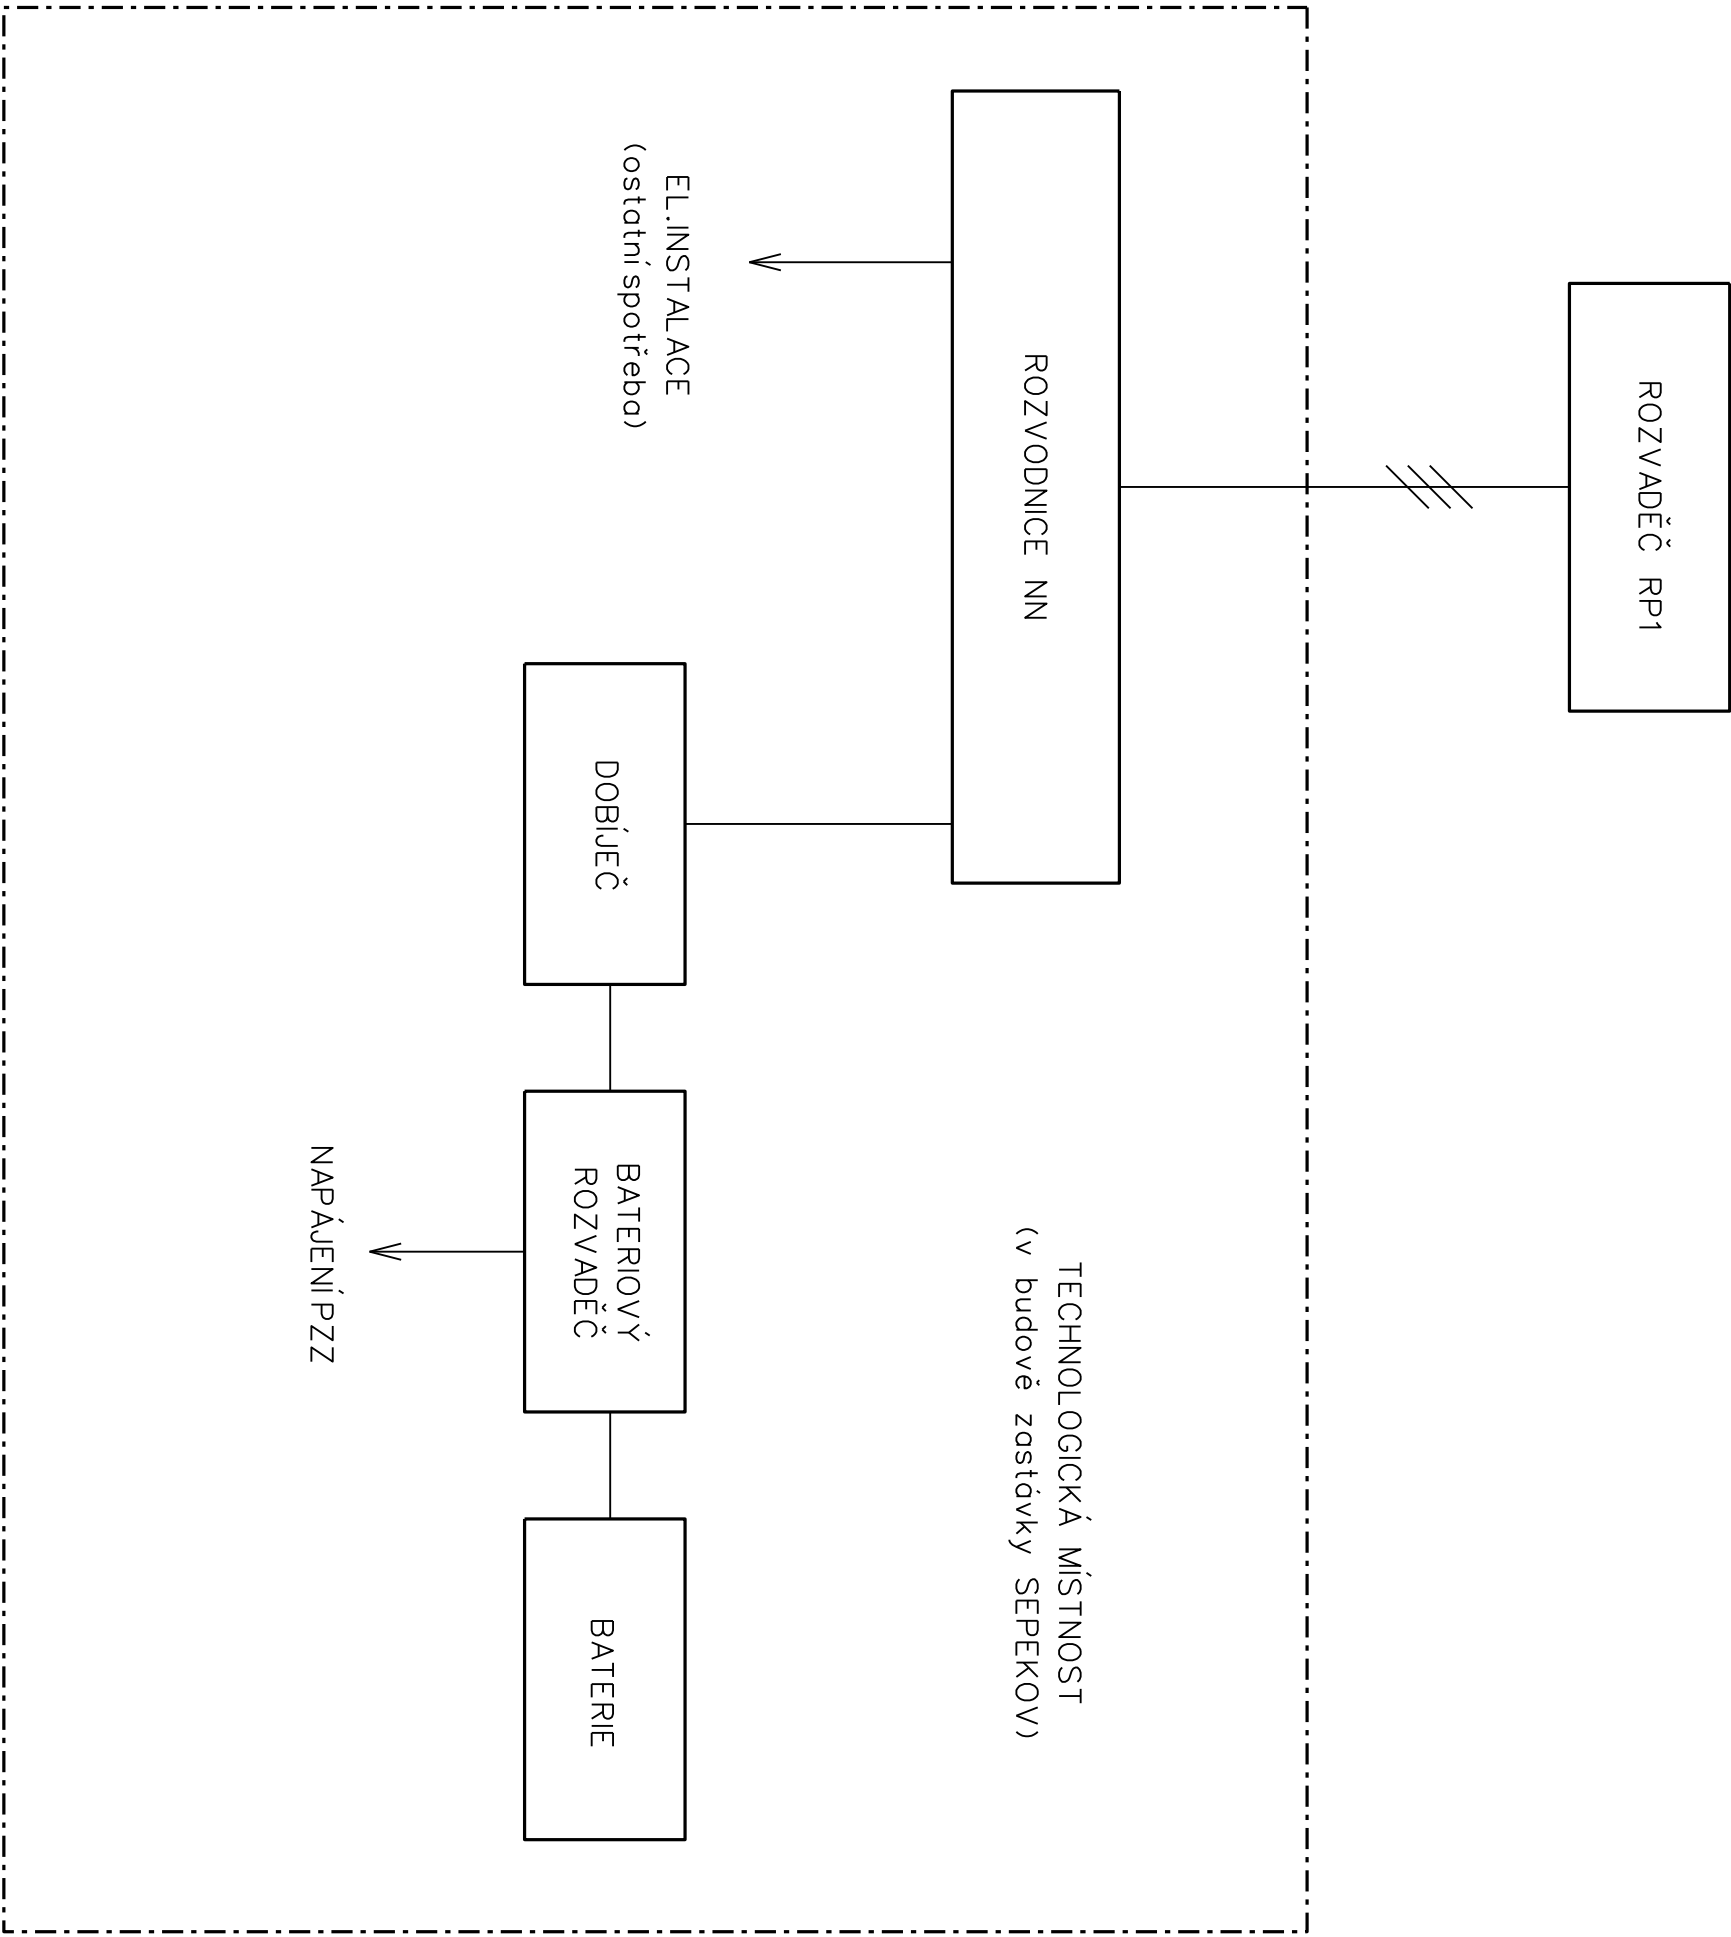 ROZVADĚČ RP1
ROZVODNICE NN
TECHNOLOGICKÁ MÍSTNOST
(v budově zastávky SEPEKOV)
EL.INSTALACE
(ostatní spotřeba)
DOBÍJEČ
BATERIOVÝ
ROZVADĚČ
BATERIE
NAPÁJENÍ PZZ